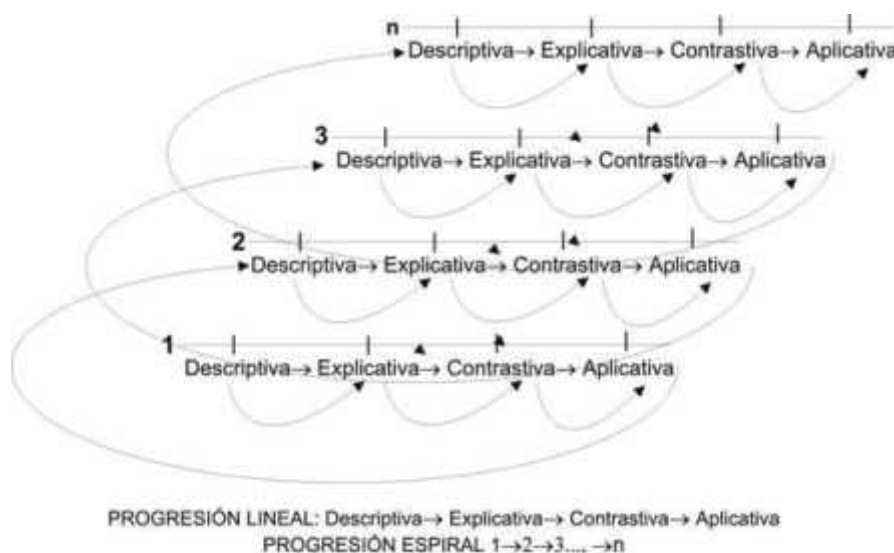 n
Descriptiva→ Explicativa→ Contrastiva→ Aplicativa
3
Descriptiva→ Explicativa→ Contrastiva→ Aplicativa
2
Descriptiva→ Explicativa→ Contrastiva→ Aplicativa
1
Descriptiva→ Explicativa→ Contrastiva→ Aplicativa
PROGRESIÓN LINEAL: Descriptiva→ Explicativa→ Contrastiva→ Aplicativa
PROGRESIÓN ESPIRAL 1→2→3..., →n